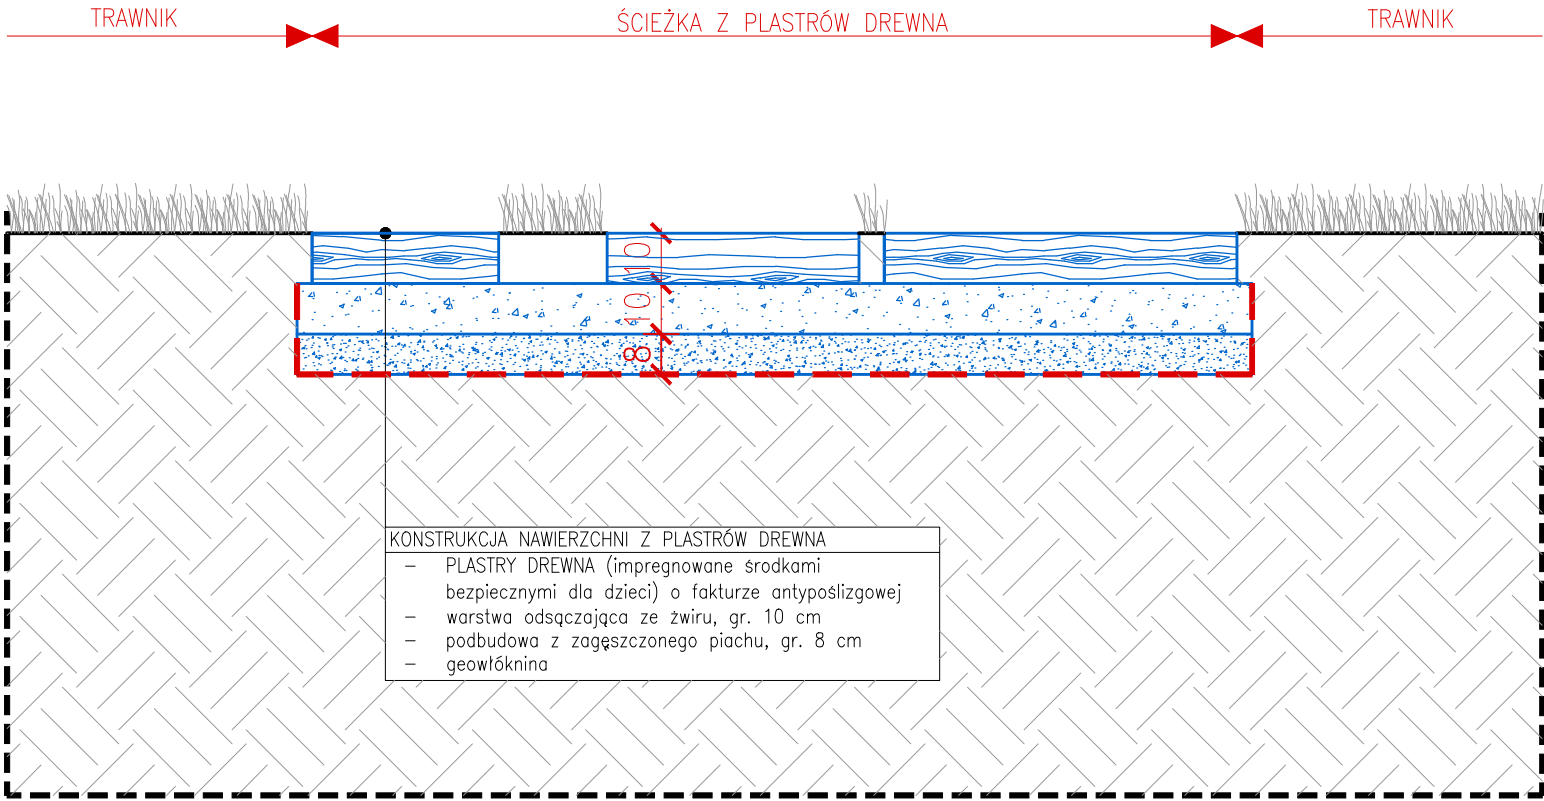 TRAWNIK
ŚCIEŻKA Z PLASTRÓW DREWNA
TRAWNIK
10
10
8
KONSTRUKCJA NAWIERZCHNI Z PLASTRÓW DREWNA
– PLASTRY DREWNA (impregnowane środkami
bezpiecznymi dla dzieci) o fakturze antypoślizgowej
– warstwa odsączająca ze żwiru, gr. 10 cm
– podbudowa z zagęszczonego piachu, gr. 8 cm
– geowłóknina